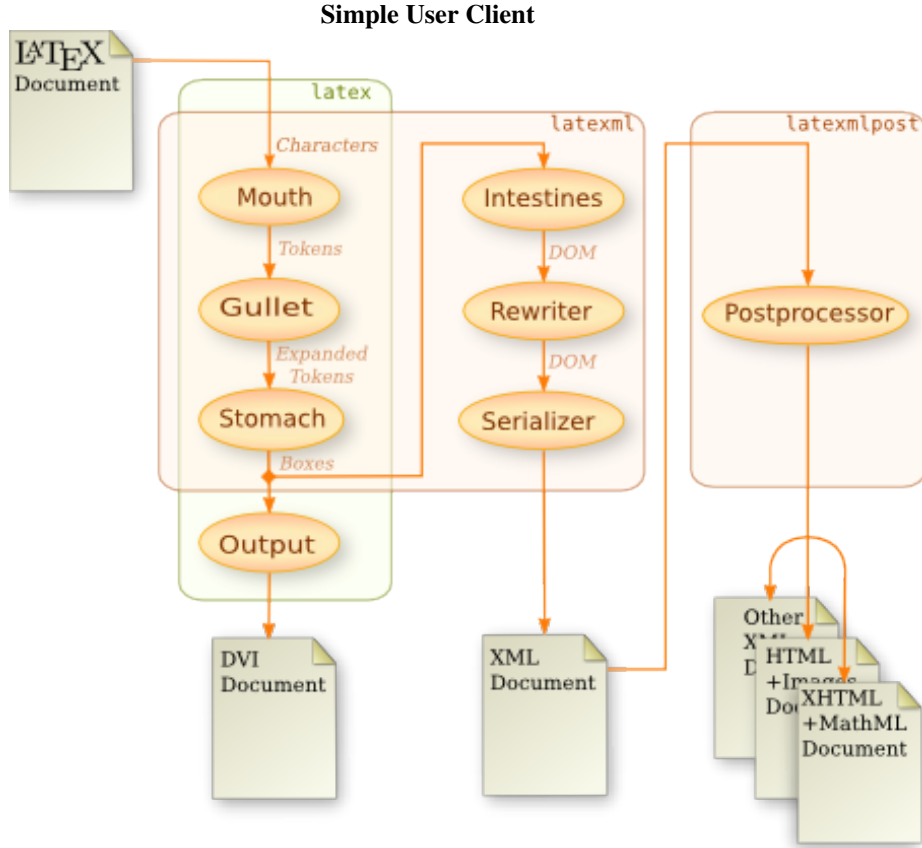 Simple User Client
LATEX
Document
latex
latexml
latexmlpost
Characters
Mouth
Intestines
Tokens
DOM
Gullet
Rewriter
Postprocessor
Expanded
Tokens
DOM
Stomach
Serializer
Boxes
Output
DVI
Document
XML
Document
Other
HTML
+Images
XHTML
+MathML
Document